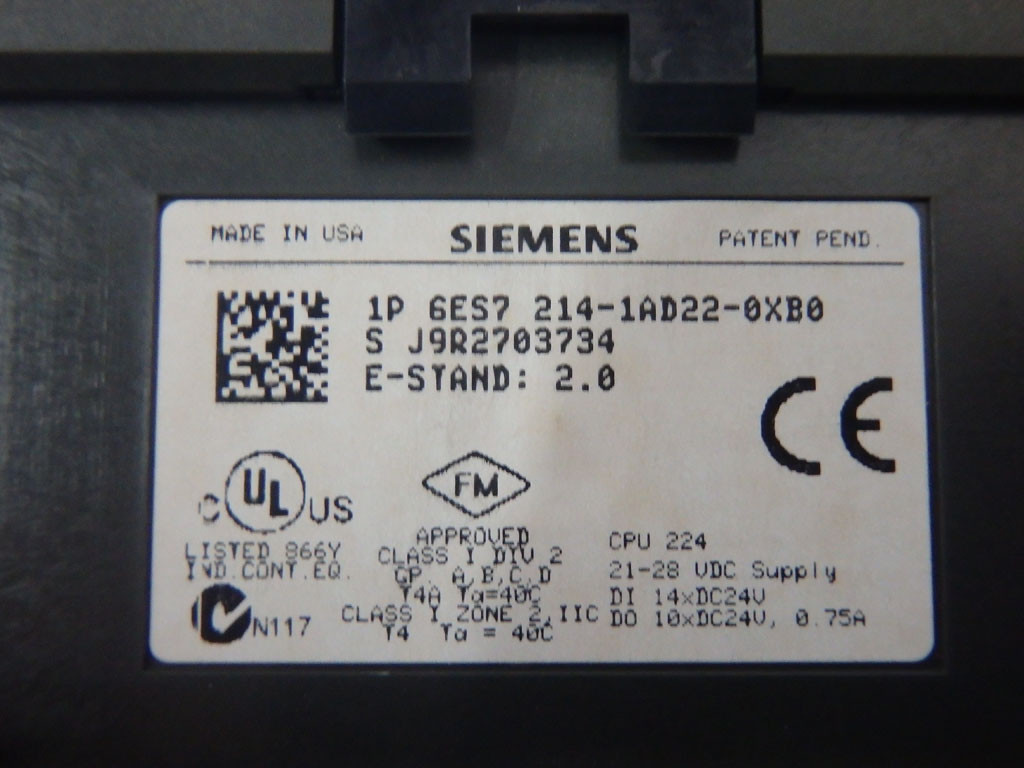 MADE IN USA SIEMENS PATENT PEND.
1P 6ES7 214-1AD22-0XB0
S J9R2703734
E-STAND: 2.0
CE
C UL US
LISTED 866Y
IND.CONT.EQ.
N117
FM
APPROVED
CLASS I DIV 2
GP. A,B,C,D
T4A Ta=40C
CLASS I ZONE 2,IIC
T4 Ta = 40C
CPU 224
21-28 VDC Supply
DI 14xDC24V
DO 10xDC24V, 0.75A